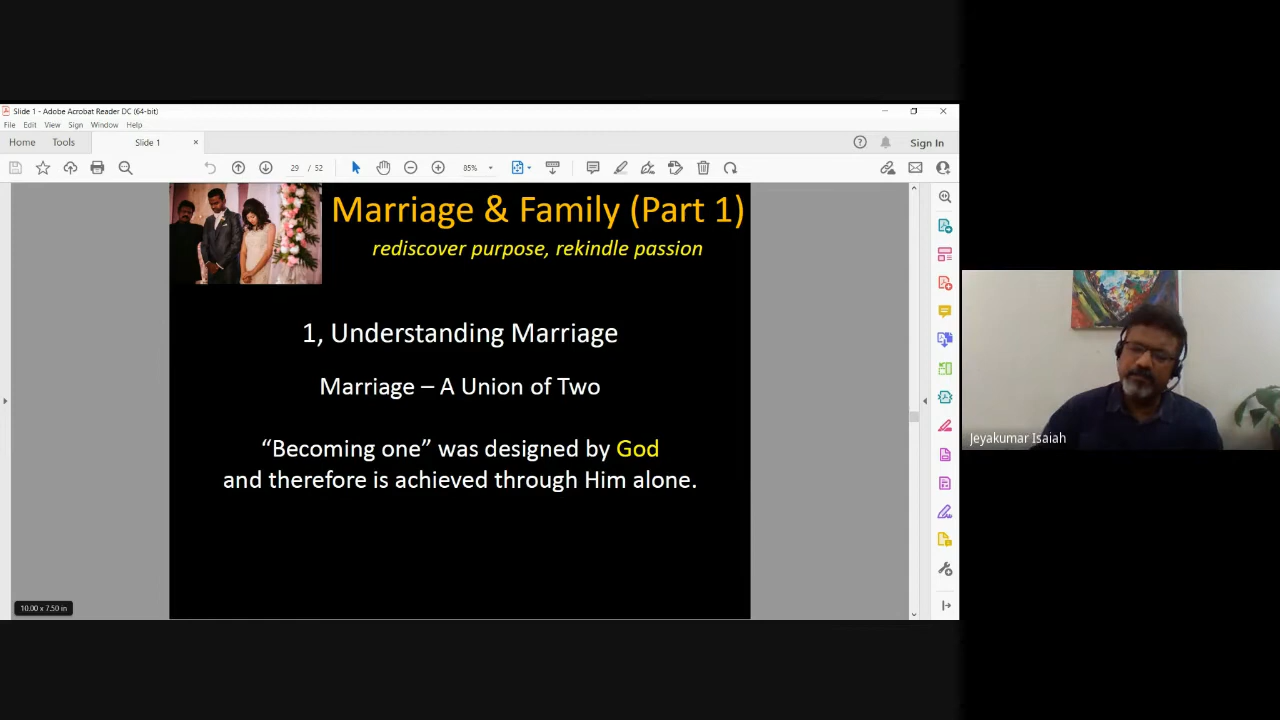 Slide 1 - Adobe Acrobat Reader DC (64-bit)
File Edit View Sign Window Help
Home Tools Slide 1 × Sign In
29 / 52 85%
Marriage & Family (Part 1)
rediscover purpose, rekindle passion
1, Understanding Marriage
Marriage – A Union of Two
“Becoming one” was designed by God
and therefore is achieved through Him alone.
Jeyakumar Isaiah
10.00 x 7.50 in